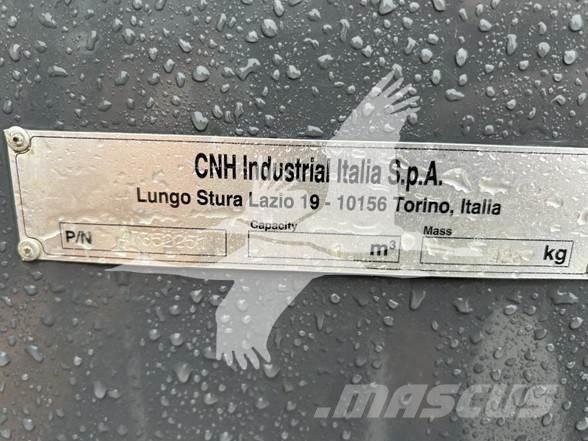 CNH Industrial Italia S.p.A.
Lungo Stura Lazio 19 - 10156 Torino, Italia
P/N
Capacity
m³
Mass
kg
MASCUS